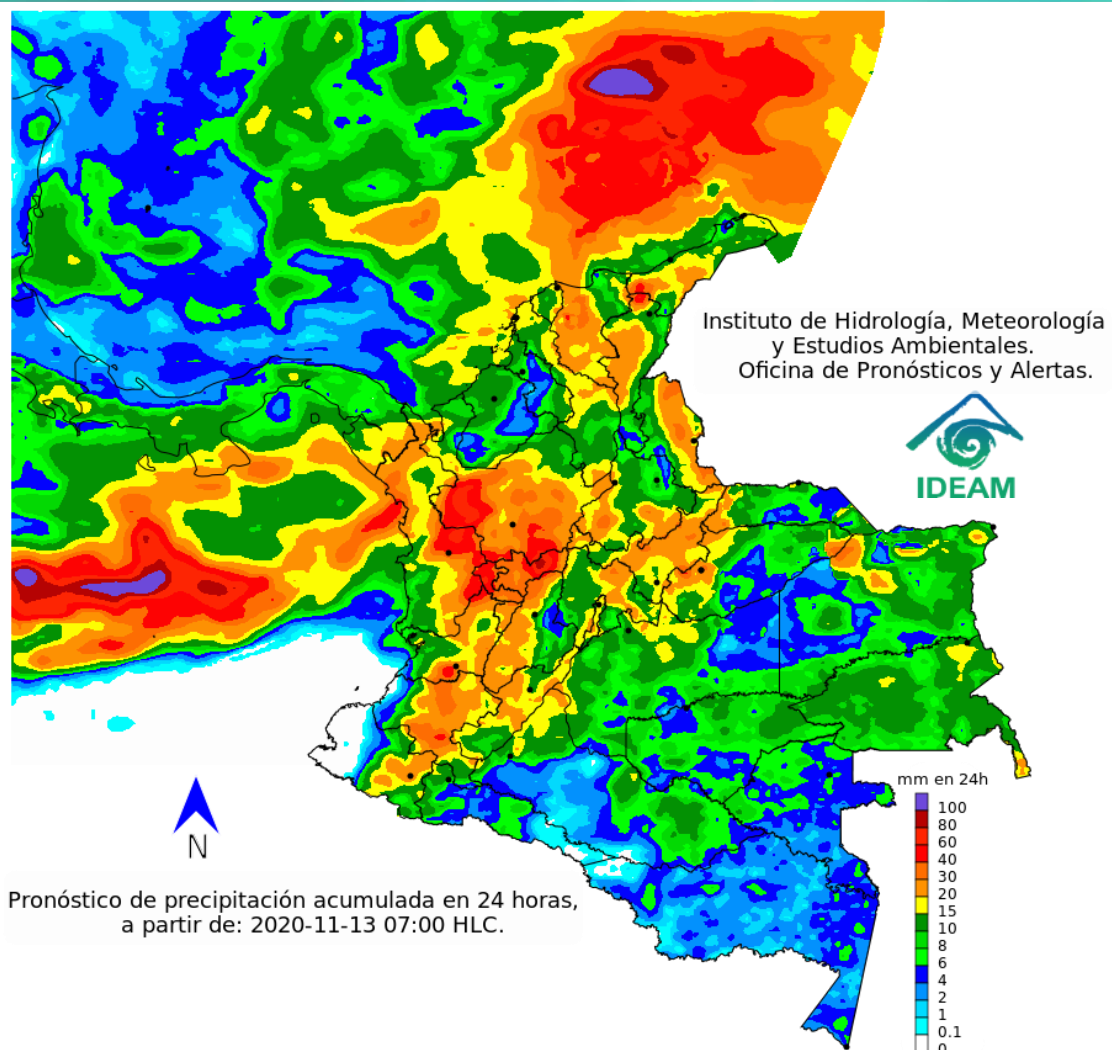 Instituto de Hidrología, Meteorología
y Estudios Ambientales.
Oficina de Pronósticos y Alertas.
IDEAM
N
Pronóstico de precipitación acumulada en 24 horas,
a partir de: 2020-11-13 07:00 HLC.
mm en 24h
100
80
60
40
30
20
15
10
8
6
4
2
1
0.1
0